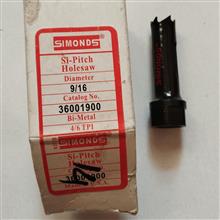 SIMONDS
Si-Pitch
Holesaw
Diameter
9/16
Catalog No.
36001900
Bi-Metal
4/6 TPI